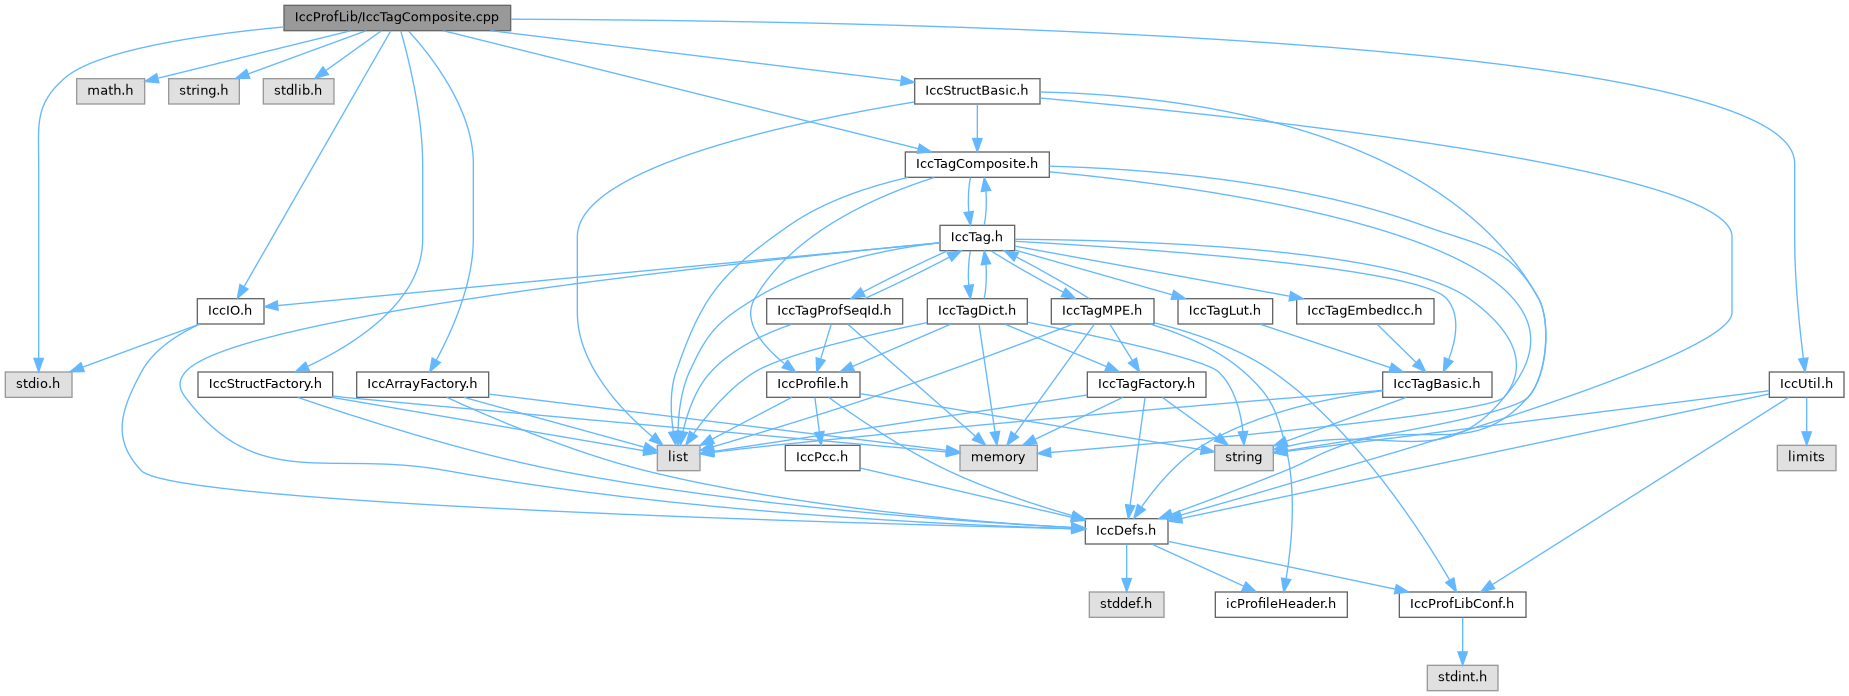 IccProfLib/IccTagComposite.cpp
math.h
string.h
stdlib.h
IccStructBasic.h
IccTagComposite.h
IccTag.h
IccIO.h
IccTagProfSeqId.h
IccTagDict.h
IccTagMPE.h
IccTagLut.h
IccTagEmbedIcc.h
stdio.h
IccStructFactory.h
IccArrayFactory.h
IccProfile.h
IccTagFactory.h
IccTagBasic.h
IccUtil.h
list
IccPcc.h
memory
string
limits
IccDefs.h
stddef.h
icProfileHeader.h
IccProfLibConf.h
stdint.h